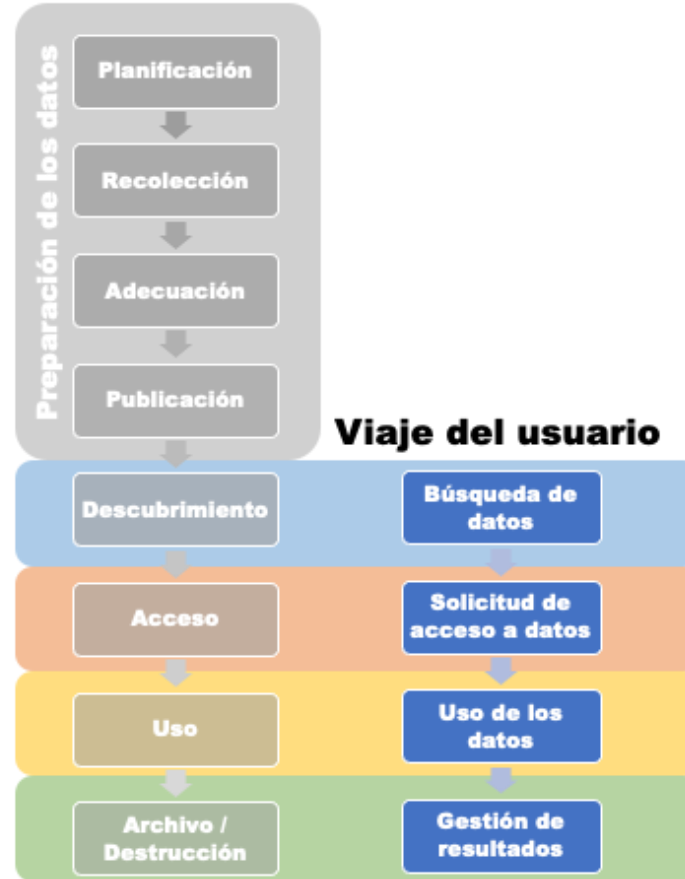 Preparación de los datos
Planificación
Recolección
Adecuación
Publicación
Viaje del usuario
Descubrimiento
Búsqueda de
datos
Acceso
Solicitud de
acceso a datos
Uso
Uso de los
datos
Archivo /
Destrucción
Gestión de
resultados